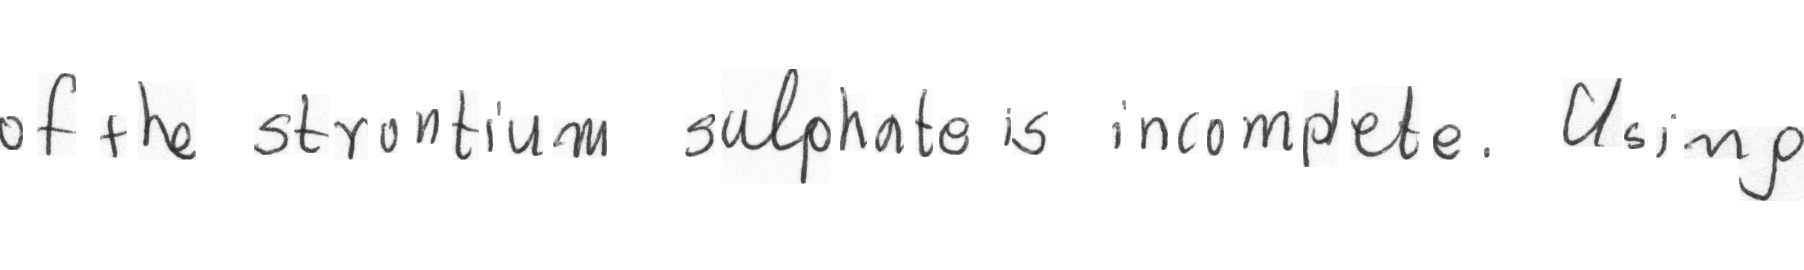 of the strontium sulphate is incomplete. Using